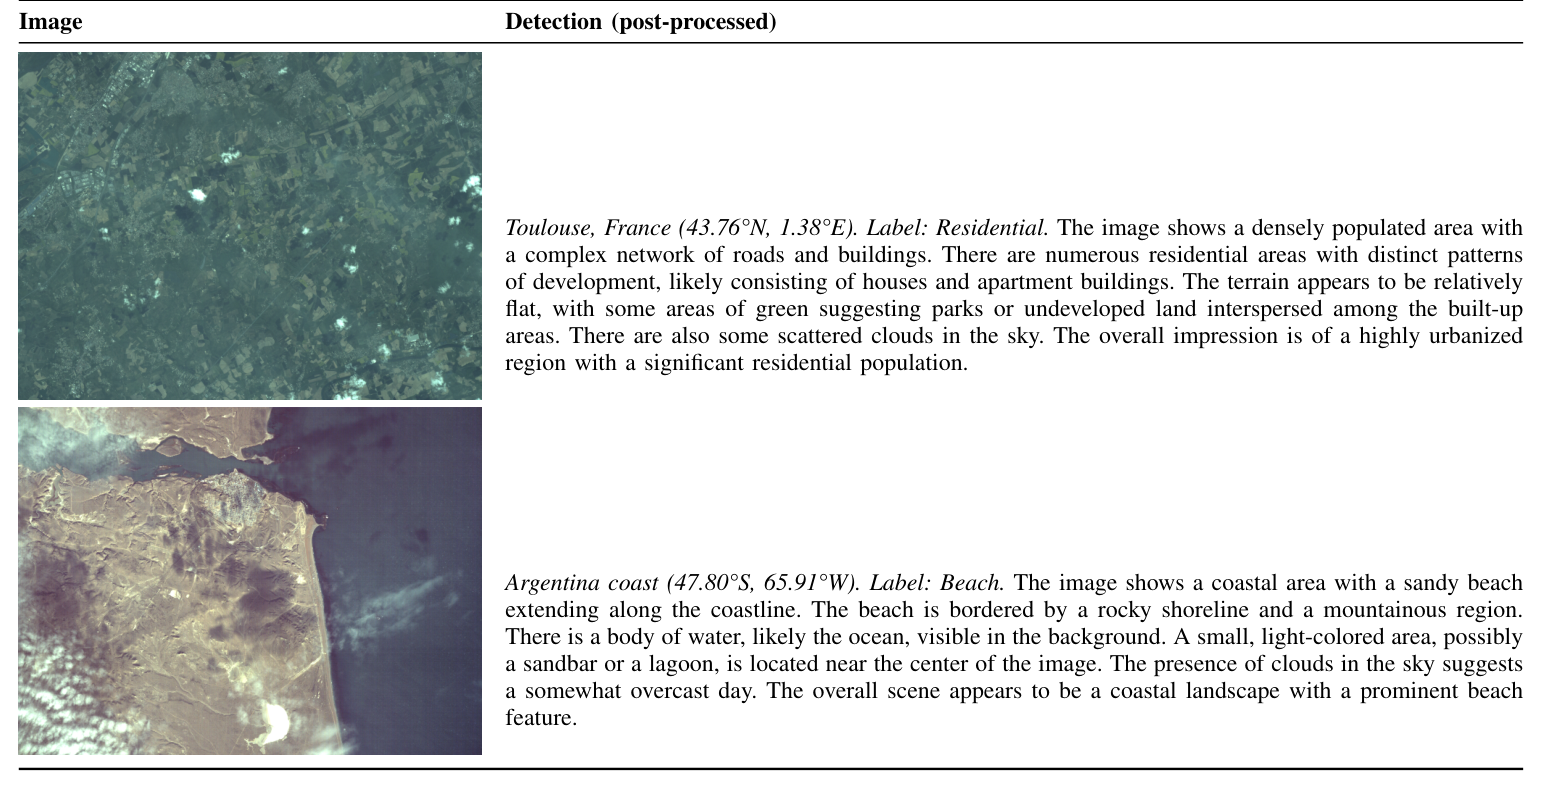 Image Detection (post-processed)
Toulouse, France (43.76°N, 1.38°E). Label: Residential. The image shows a densely populated area with
a complex network of roads and buildings. There are numerous residential areas with distinct patterns
of development, likely consisting of houses and apartment buildings. The terrain appears to be relatively
flat, with some areas of green suggesting parks or undeveloped land interspersed among the built-up
areas. There are also some scattered clouds in the sky. The overall impression is of a highly urbanized
region with a significant residential population.
Argentina coast (47.80°S, 65.91°W). Label: Beach. The image shows a coastal area with a sandy beach
extending along the coastline. The beach is bordered by a rocky shoreline and a mountainous region.
There is a body of water, likely the ocean, visible in the background. A small, light-colored area, possibly
a sandbar or a lagoon, is located near the center of the image. The presence of clouds in the sky suggests
a somewhat overcast day. The overall scene appears to be a coastal landscape with a prominent beach
feature.